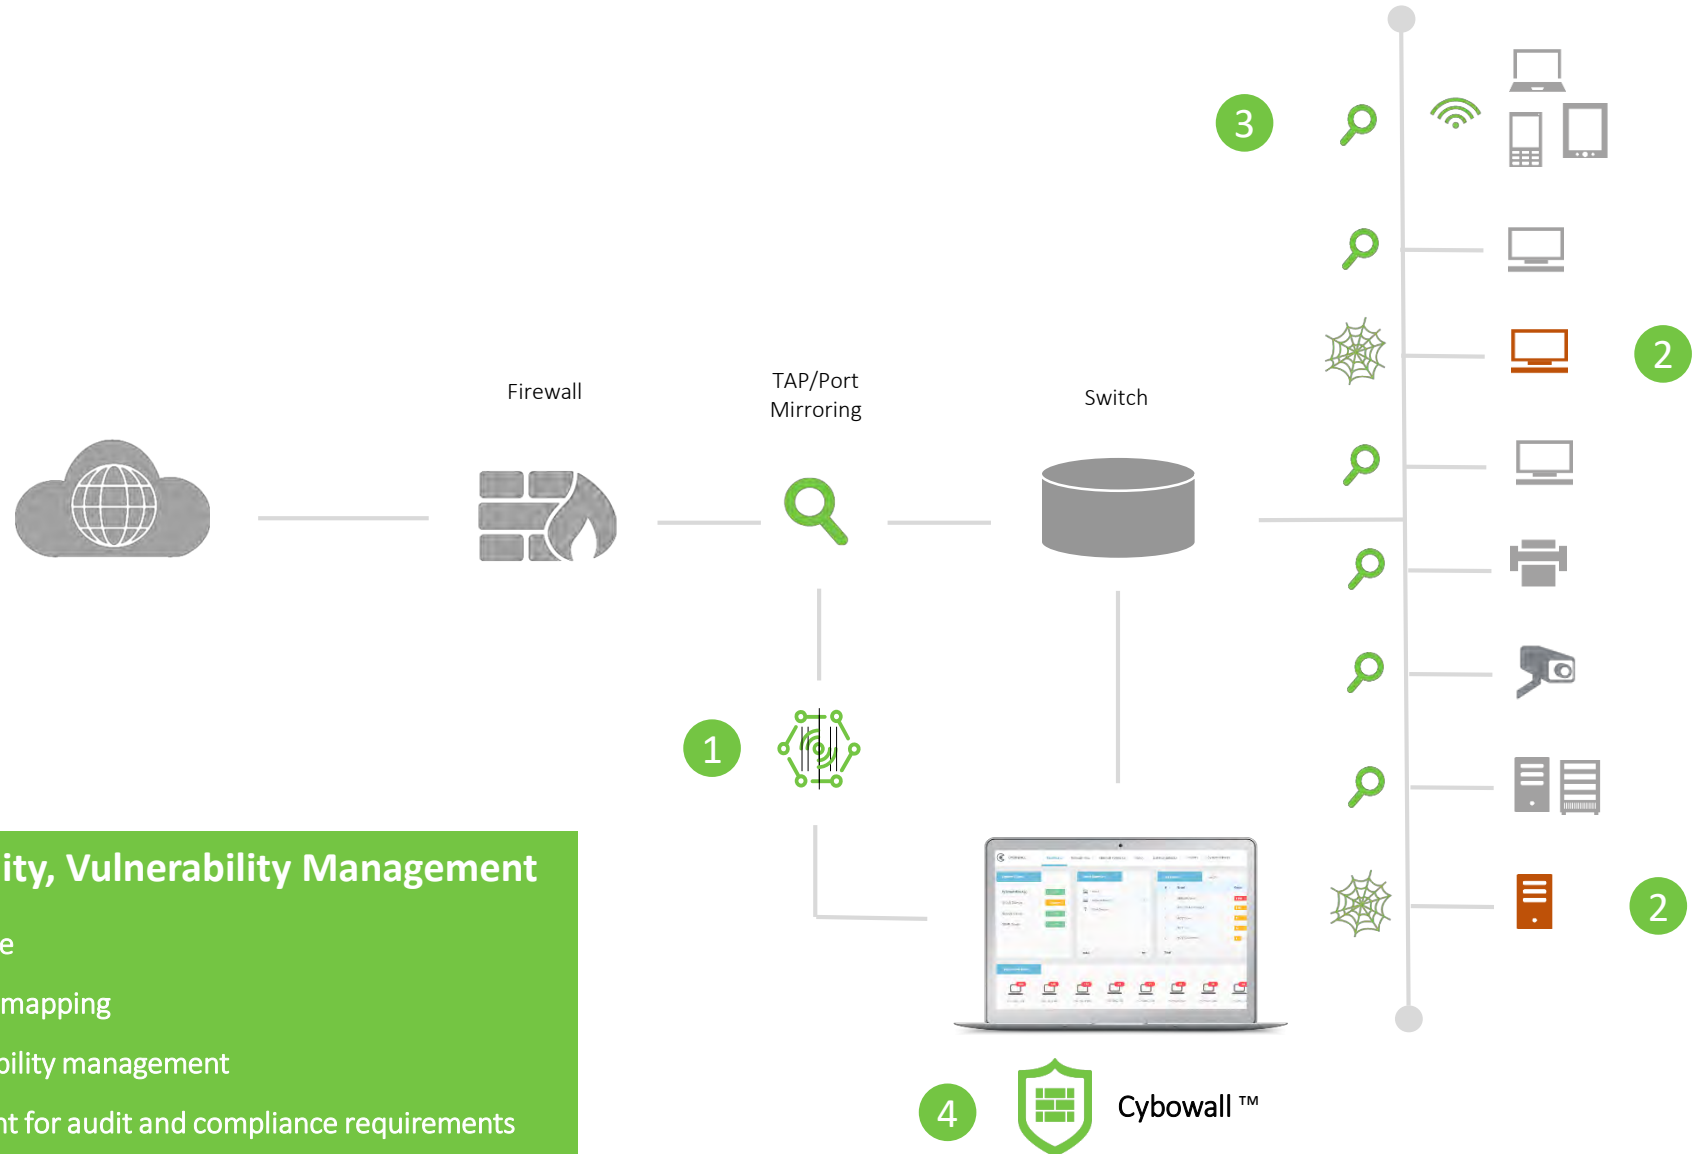 3
2
Firewall
TAP/Port
Mirroring
Switch
1
ity, Vulnerability Management
e
mapping
bility management
nt for audit and compliance requirements
2
4
Cybowall ™